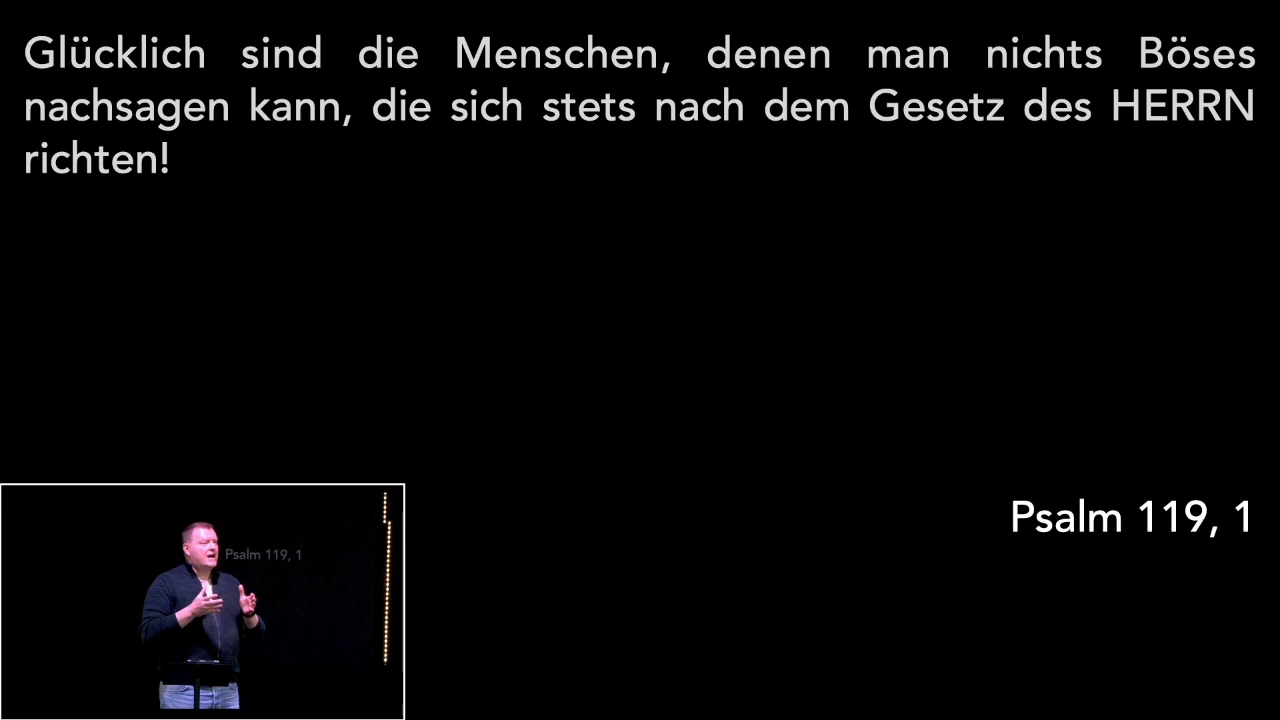 Glücklich sind die Menschen, denen man nichts Böses
nachsagen kann, die sich stets nach dem Gesetz des HERRN
richten!
Psalm 119, 1
Psalm 119, 1